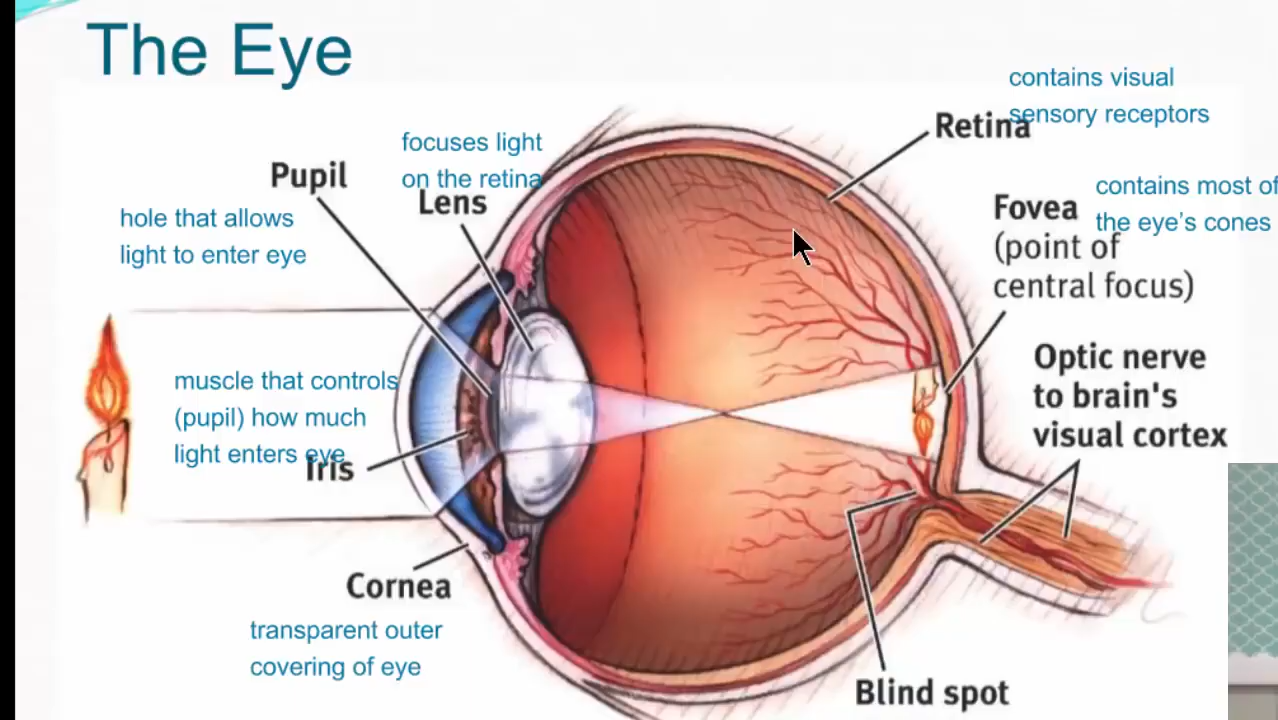 The Eye
contains visual
sensory receptors
Retina
focuses light
on the retina
Lens
Pupil
hole that allows
light to enter eye
contains most of
the eye’s cones
Fovea
(point of
central focus)
Optic nerve
to brain's
visual cortex
muscle that controls
(pupil) how much
light enters eye
Iris
Cornea
transparent outer
covering of eye
Blind spot